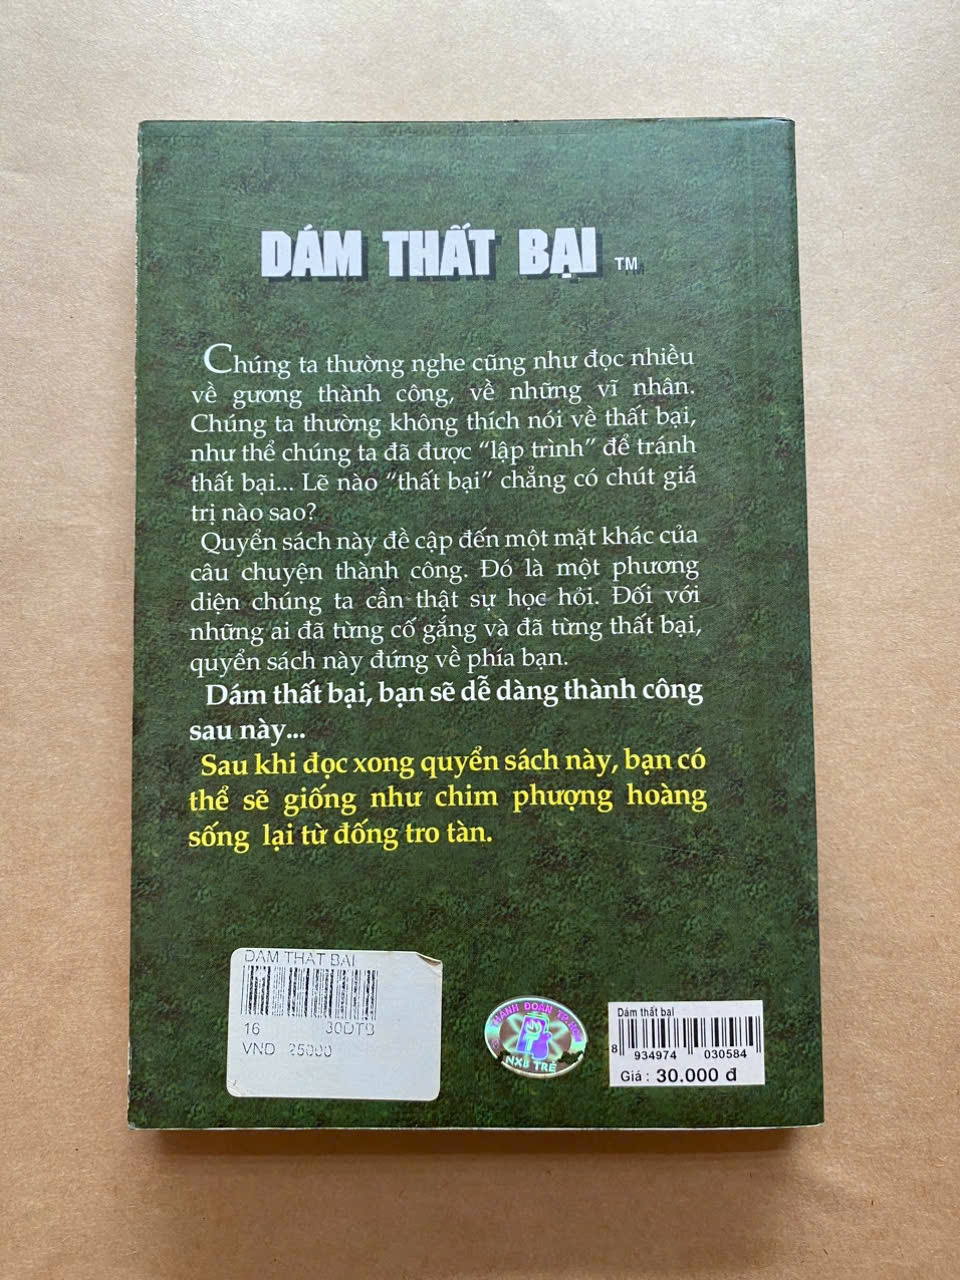 DÁM THẤT BẠI TM
Chúng ta thường nghe cũng như đọc nhiều
về gương thành công, về những vĩ nhân.
Chúng ta thường không thích nói về thất bại,
như thể chúng ta đã được “lập trình” để tránh
thất bại... Lẽ nào “thất bại” chẳng có chút giá
trị nào sao?
Quyển sách này đề cập đến một mặt khác của
câu chuyện thành công. Đó là một phương
diện chúng ta cần thật sự học hỏi. Đối với
những ai đã từng cố gắng và đã từng thất bại,
quyển sách này đứng về phía bạn.
Dám thất bại, bạn sẽ dễ dàng thành công
sau này...
Sau khi đọc xong quyển sách này, bạn có
thể sẽ giống như chim phượng hoàng
sống lại từ đống tro tàn.
DAM THAT BAI
16 30DTB
VND 25000
THÀNH ĐOÀN TP.HCM
NXB TRẺ
Dám thất bại
8 934974 030584
Giá : 30.000 đ